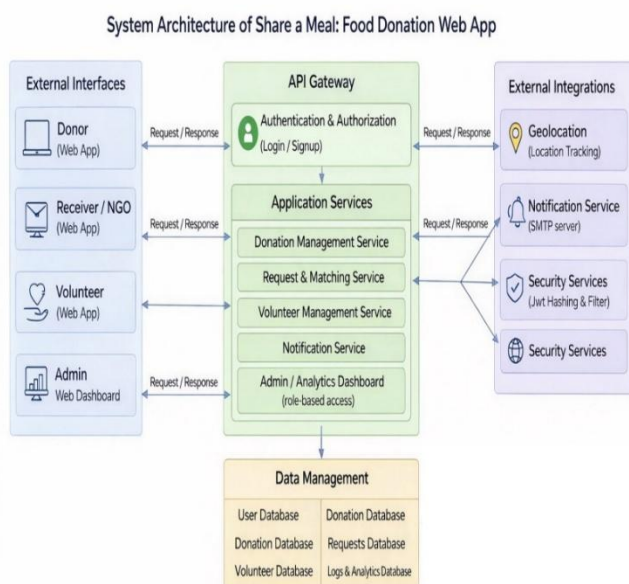 System Architecture of Share a Meal: Food Donation Web App
External Interfaces
Donor
(Web App)
Receiver / NGO
(Web App)
Volunteer
(Web App)
Admin
Web Dashboard
Request / Response
Request / Response
Request / Response
API Gateway
Authentication & Authorization
(Login / Signup)
Application Services
Donation Management Service
Request & Matching Service
Volunteer Management Service
Notification Service
Admin / Analytics Dashboard
(role-based access)
Request / Response
Request / Response
External Integrations
Geolocation
(Location Tracking)
Notification Service
(SMTP server)
Security Services
(Jwt Hashing & Filter)
Security Services
Data Management
User Database
Donation Database
Donation Database
Requests Database
Volunteer Database
Logs & Analytics Database